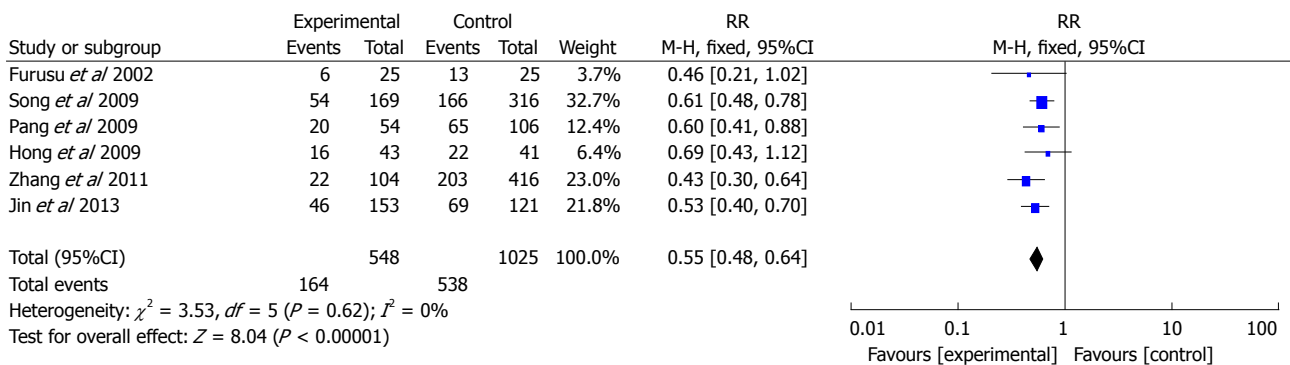 Experimental Control RR RR
Study or subgroup Events Total Events Total Weight M-H, fixed, 95%CI M-H, fixed, 95%CI
Furusu et al 2002 6 25 13 25 3.7% 0.46 [0.21, 1.02]
Song et al 2009 54 169 166 316 32.7% 0.61 [0.48, 0.78]
Pang et al 2009 20 54 65 106 12.4% 0.60 [0.41, 0.88]
Hong et al 2009 16 43 22 41 6.4% 0.69 [0.43, 1.12]
Zhang et al 2011 22 104 203 416 23.0% 0.43 [0.30, 0.64]
Jin et al 2013 46 153 69 121 21.8% 0.53 [0.40, 0.70]
Total (95%CI) 548 1025 100.0% 0.55 [0.48, 0.64]
Total events 164 538
Heterogeneity: χ² = 3.53, df = 5 (P = 0.62); I² = 0%
Test for overall effect: Z = 8.04 (P < 0.00001)
0.01 0.1 1 10 100
Favours [experimental] Favours [control]